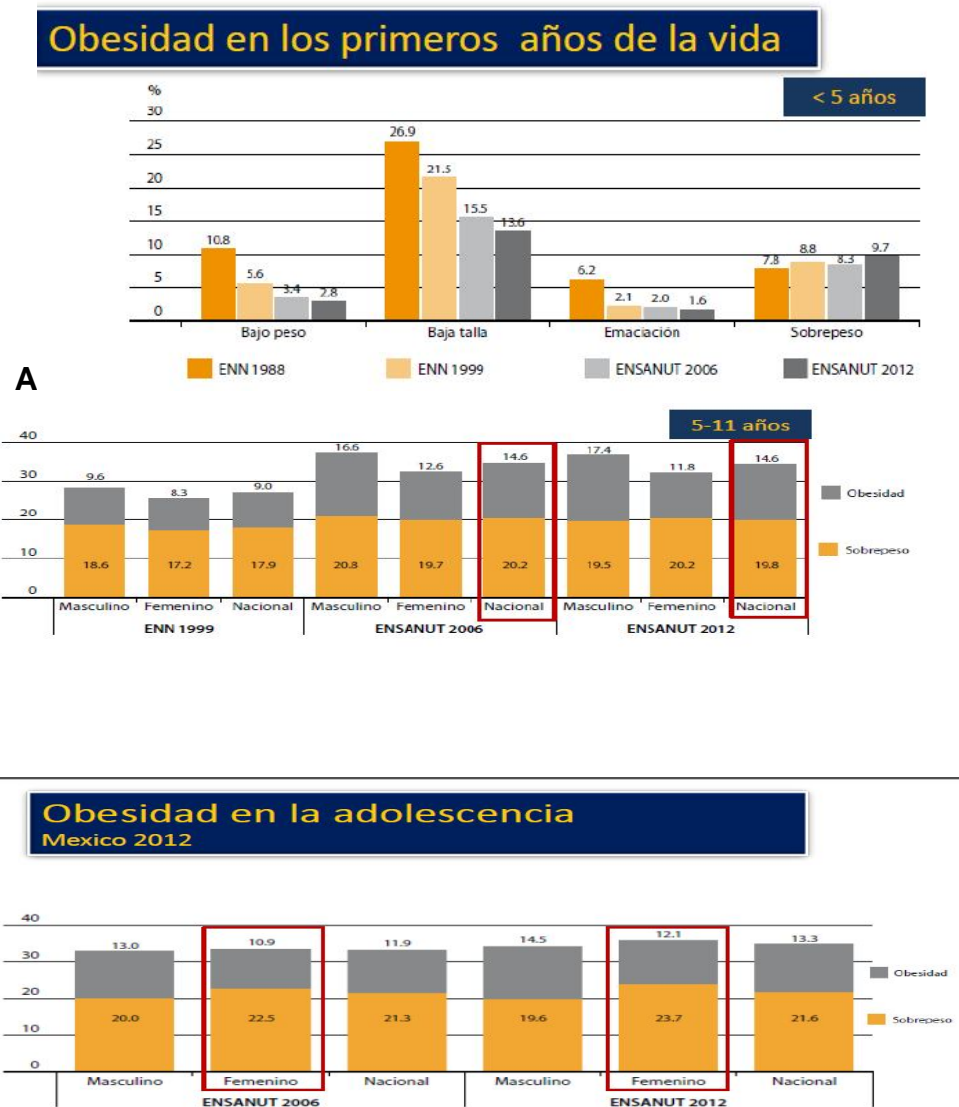 Obesidad en los primeros años de la vida
%
< 5 años
30
25
20
15
10
5
0
10.8
5.6
3.4
2.8
26.9
21.5
15.5
13.6
6.2
2.1
2.0
1.6
7.8
8.8
8.3
9.7
Bajo peso Baja talla Emaciación Sobrepeso
ENN 1988 ENN 1999 ENSANUT 2006 ENSANUT 2012
A
5-11 años
40
30
20
10
0
9.6 8.3 9.0 16.6 12.6 14.6 17.4 11.8 14.6
Obesidad
Sobrepeso
18.6 17.2 17.9 20.8 19.7 20.2 19.5 20.2 19.8
Masculino Femenino Nacional Masculino Femenino Nacional Masculino Femenino Nacional
ENN 1999 ENSANUT 2006 ENSANUT 2012
Obesidad en la adolescencia
Mexico 2012
40
30
20
10
0
13.0 10.9 11.9 14.5 12.1 13.3
Obesidad
Sobrepeso
20.0 22.5 21.3 19.6 23.7 21.6
Masculino Femenino Nacional Masculino Femenino Nacional
ENSANUT 2006 ENSANUT 2012